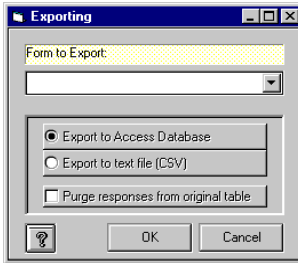 Exporting
Form to Export:
Export to Access Database
Export to text file (CSV)
Purge responses from original table
? OK Cancel